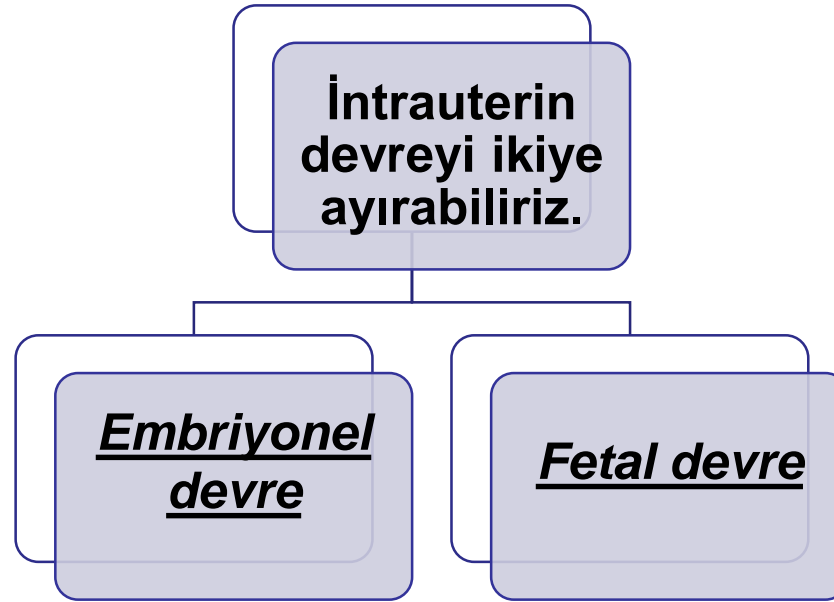 İntrauterin
devreyi ikiye
ayırabiliriz.
Embriyonel
devre
Fetal devre